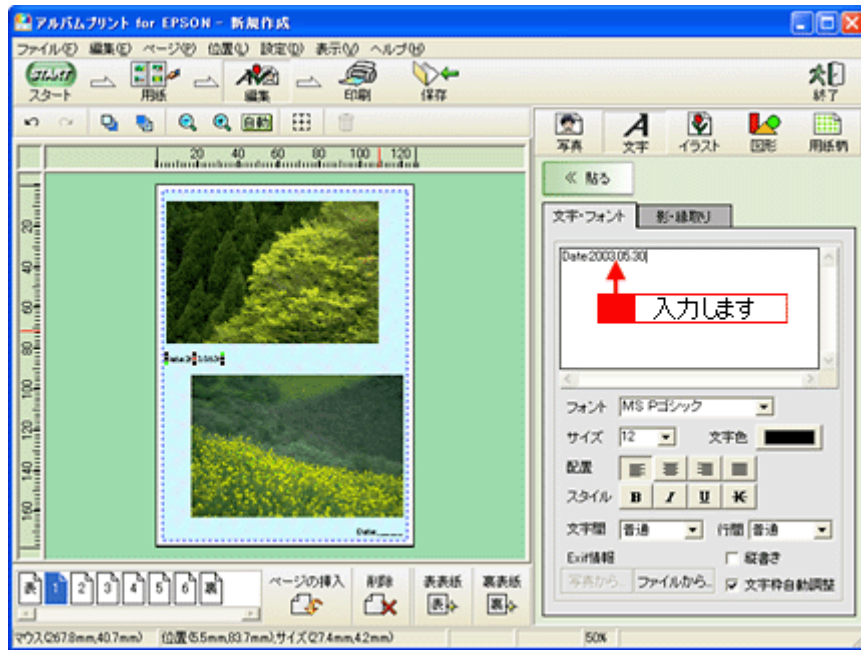 アルバムプリント for EPSON - 新規作成
ファイル(F) 編集(E) ページ(P) 位置(L) 設定(D) 表示(V) ヘルプ(H)
スタート 用紙 編集 印刷 保存 終了
自動
写真 文字 イラスト 図形 用紙柄
20 40 60 80 100 120
≪ 貼る
文字・フォント 影・縁取り
Date:2003.05.30
入力します
20
40
60
80
100
120
140
160
フォント MS Pゴシック
サイズ 12 文字色
配置
スタイル B I U K
文字間 普通 行間 普通
Exif情報 縦書き
写真から... ファイルから... 文字枠自動調整
Date:
表 1 2 3 4 5 6 裏
ページの挿入 削除 表表紙 裏表紙
表 裏
マウス(267.8mm,40.7mm) 位置(5.5mm,83.7mm),サイズ(27.4mm,4.2mm) 50%